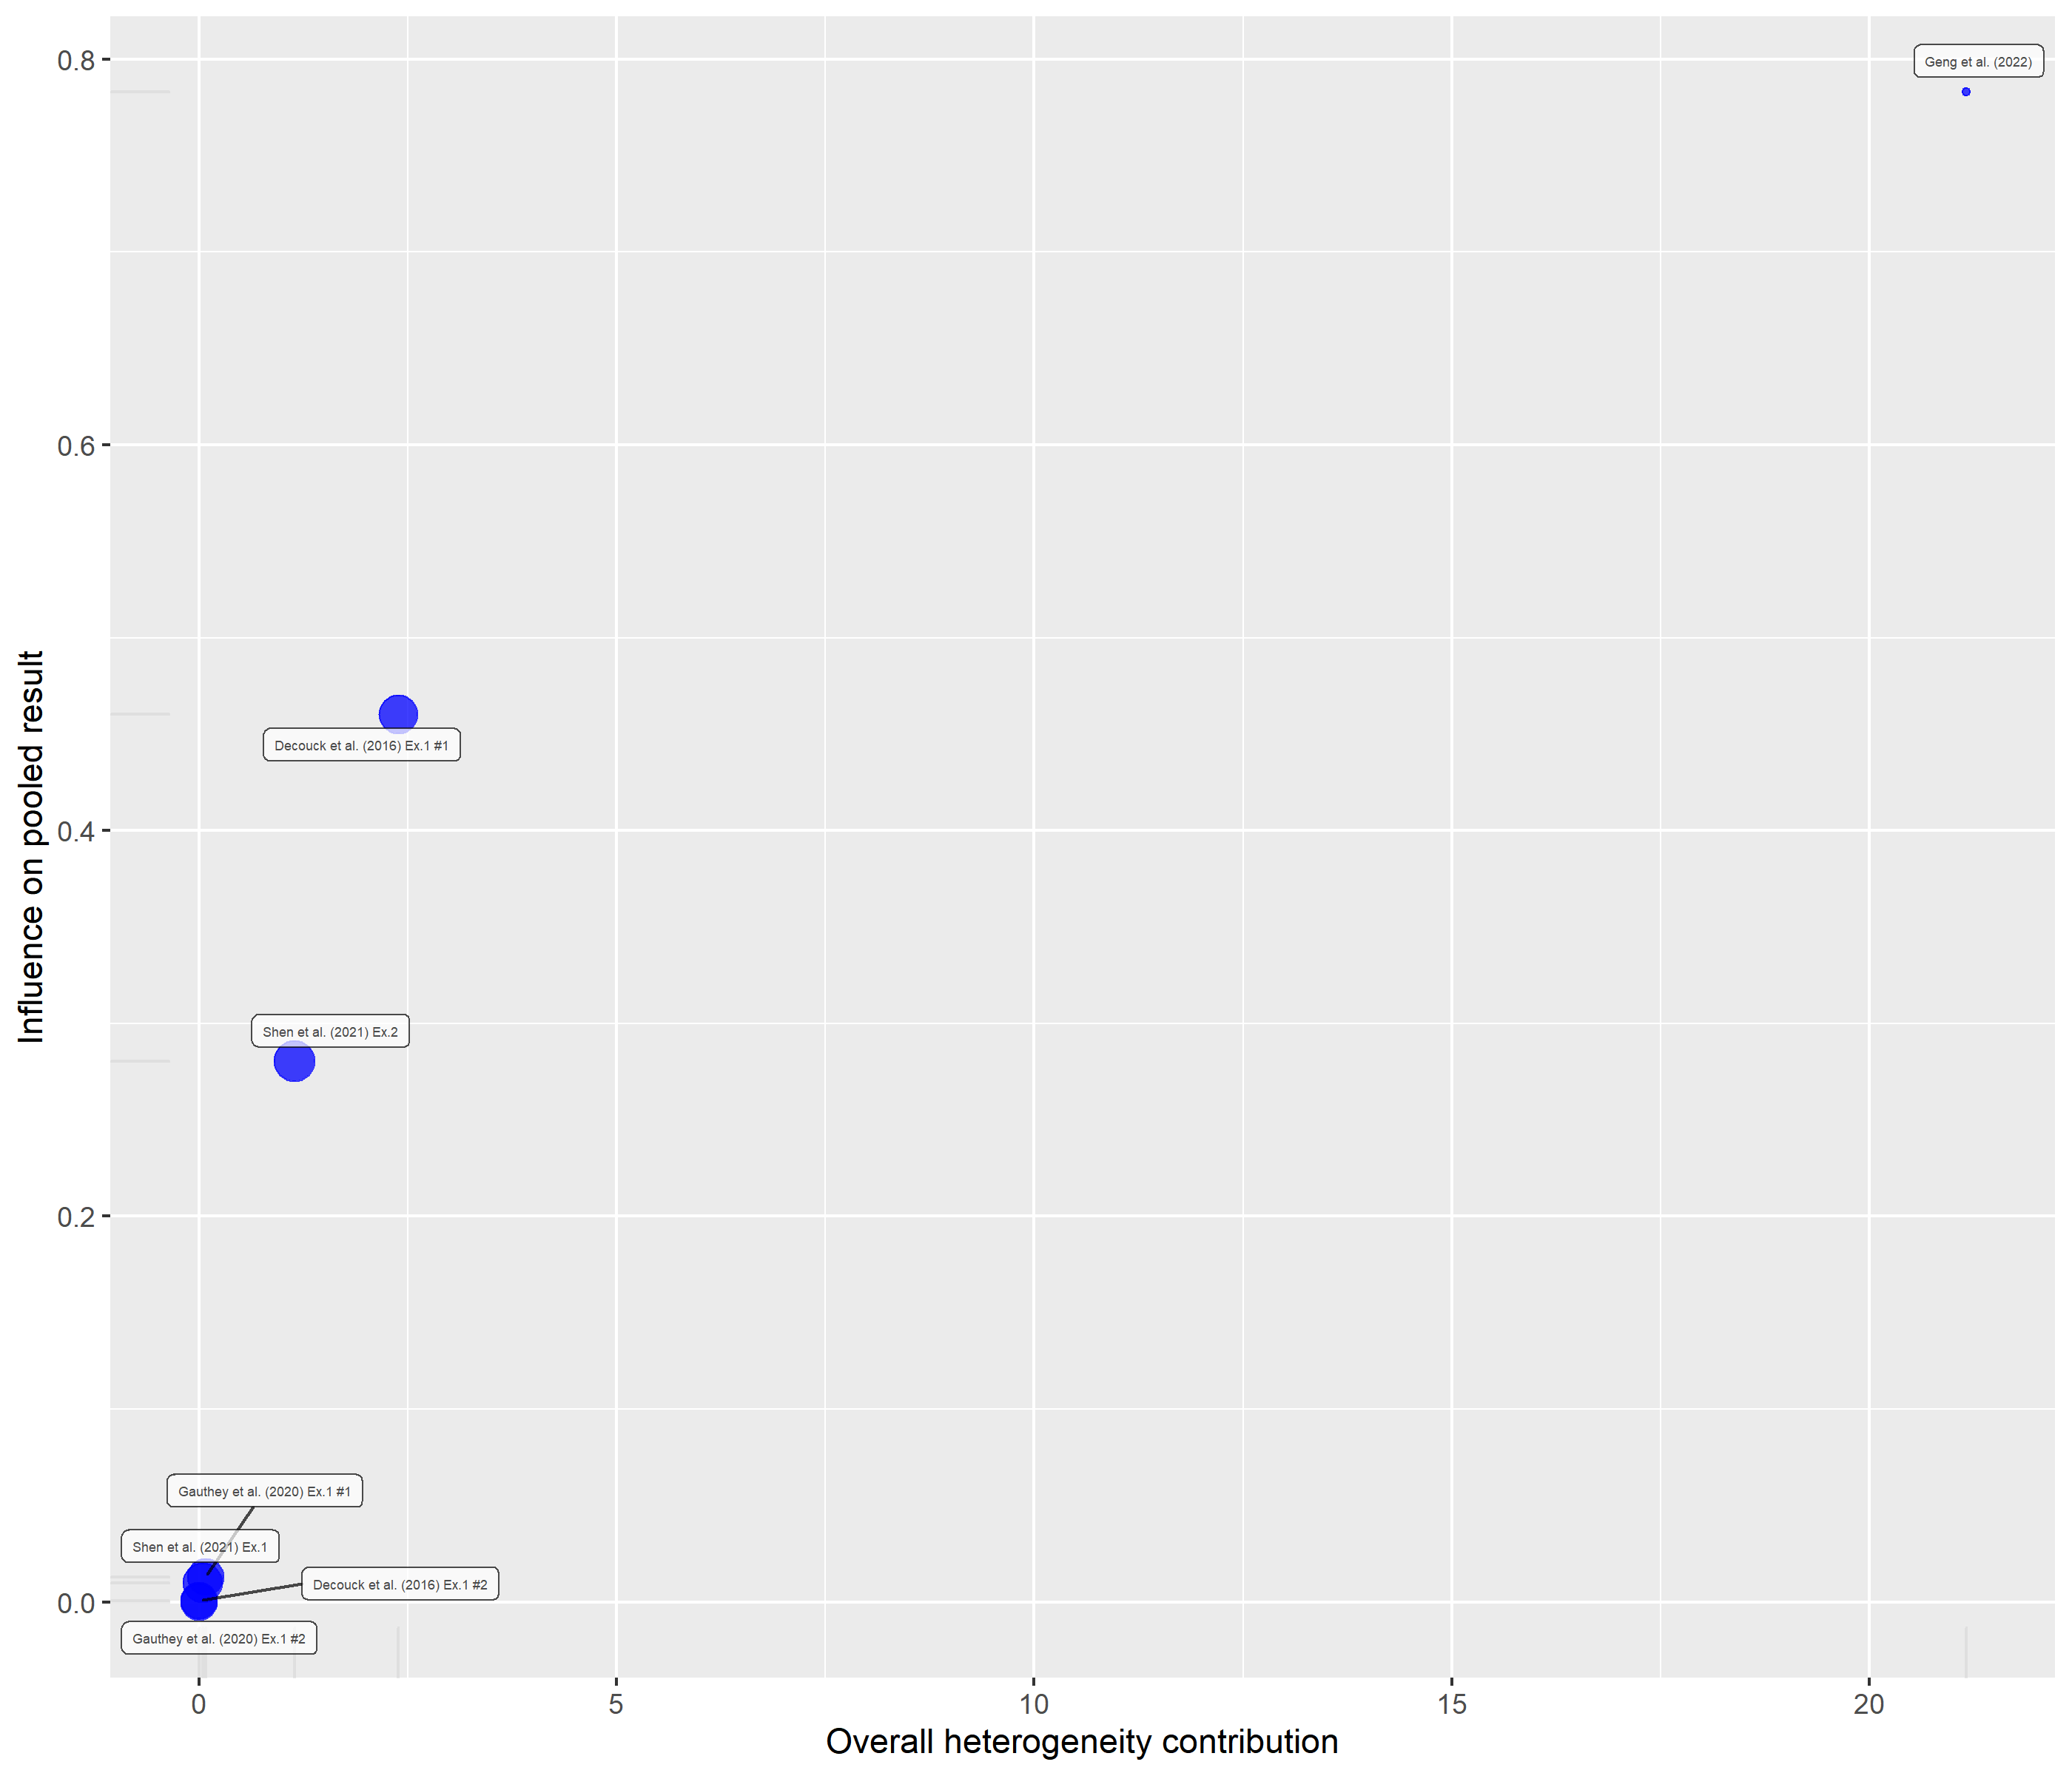 0.8
Geng et al. (2022)
0.6
Decouck et al. (2016) Ex.1 #1
0.4
Influence on pooled result
Shen et al. (2021) Ex.2
0.2
Gauthey et al. (2020) Ex.1 #1
Shen et al. (2021) Ex.1
Decouck et al. (2016) Ex.1 #2
0.0
Gauthey et al. (2020) Ex.1 #2
0 5 10 15 20
Overall heterogeneity contribution